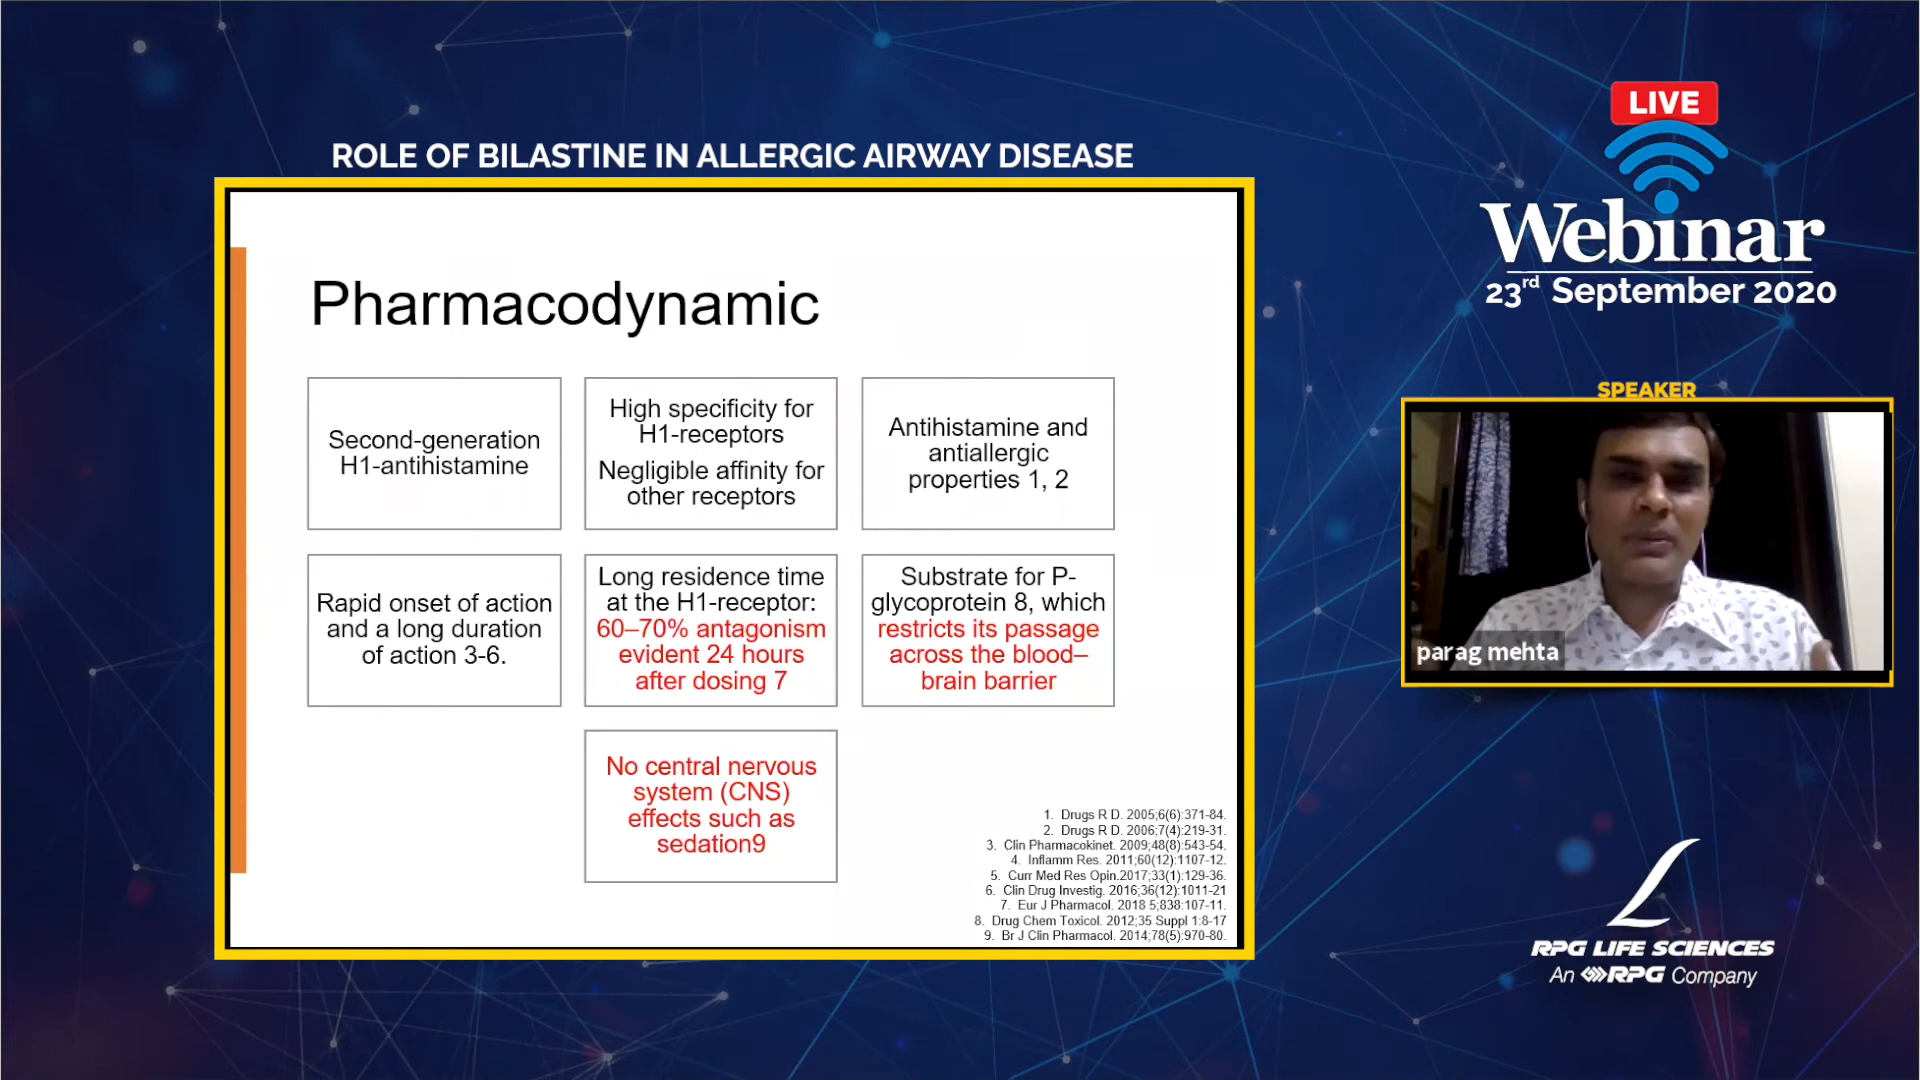 ROLE OF BILASTINE IN ALLERGIC AIRWAY DISEASE
Pharmacodynamic
Second-generation
H1-antihistamine
High specificity for
H1-receptors
Negligible affinity for
other receptors
Antihistamine and
antiallergic
properties 1, 2
Rapid onset of action
and a long duration
of action 3-6.
Long residence time
at the H1-receptor:
60–70% antagonism
evident 24 hours
after dosing 7
Substrate for P-
glycoprotein 8, which
restricts its passage
across the blood–
brain barrier
No central nervous
system (CNS)
effects such as
sedation9
1. Drugs R D. 2005;6(6):371-84.
2. Drugs R D. 2006;7(4):219-31.
3. Clin Pharmacokinet. 2009;48(8):543-54.
4. Inflamm Res. 2011;60(12):1107-12.
5. Curr Med Res Opin.2017;33(1):129-36.
6. Clin Drug Investig. 2016;36(12):1011-21
7. Eur J Pharmacol. 2018 5;838:107-11.
8. Drug Chem Toxicol. 2012;35 Suppl 1:8-17
9. Br J Clin Pharmacol. 2014;78(5):970-80.
LIVE
Webinar
23rd September 2020
SPEAKER
parag mehta
RPG LIFE SCIENCES
An RPG Company